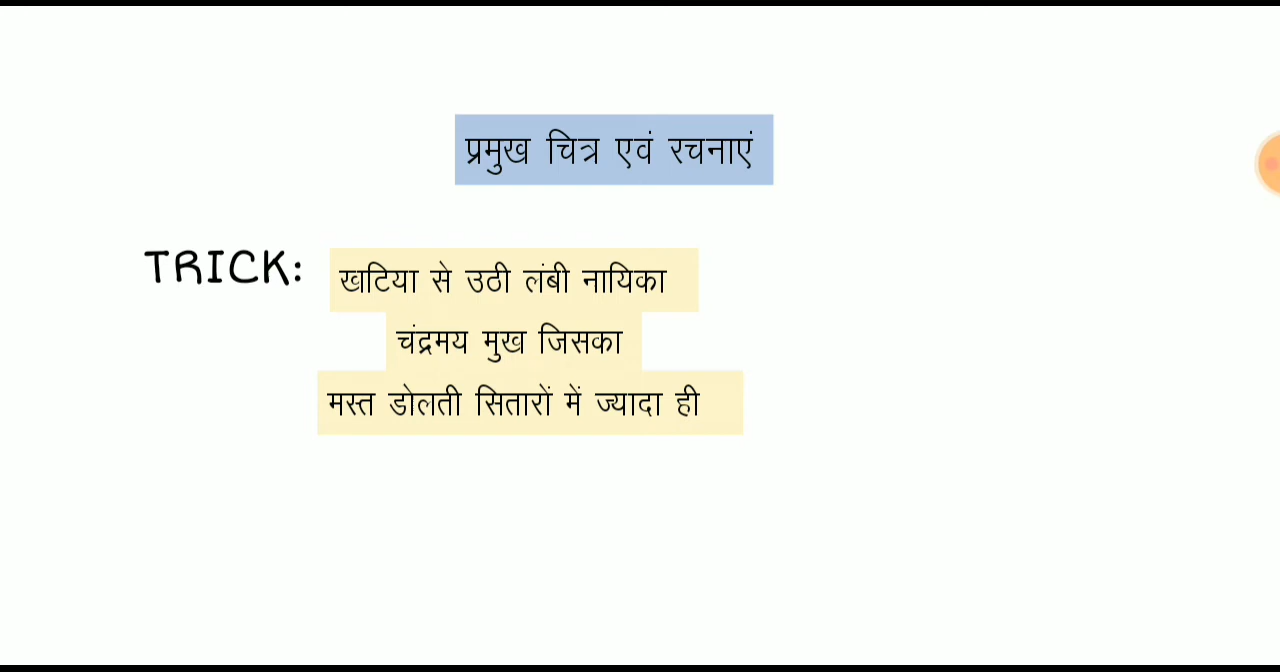 प्रमुख चित्र एवं रचनाएं
TRICK: खटिया से उठी लंबी नायिका
चंद्रमय मुख जिसका
मस्त डोलती सितारों में ज्यादा ही